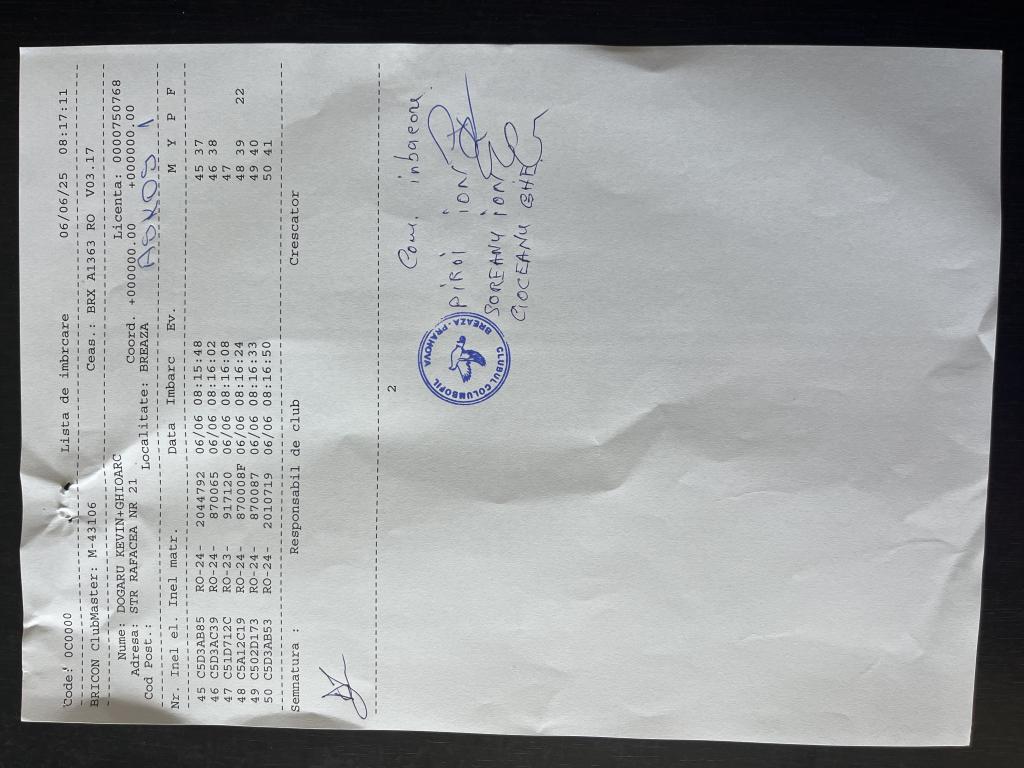 Code: 0C0000 Lista de imbrcare 06/06/25 08:17:11
BRICON ClubMaster: M-43106 Ceas.: BRX A1363 RO V03.17
Nume: DOGARU KEVIN+GHIOARC Licenta: 0000750768
Adresa: STR RAFACEA NR 21 Coord. +000000.00 +000000.00
Cod Post.: Localitate: BREAZA
Nr. Inel el. Inel matr. Data Imbarc Ev. M Y P F
45 C5D3AB85 RO-24- 2044792 06/06 08:15:48 45 37
46 C5D3AC39 RO-24- 870065 06/06 08:16:02 46 38
47 C51D712C RO-23- 917120 06/06 08:16:08 47
48 C5A12C19 RO-24- 870008F 06/06 08:16:24 48 39 22
49 C502D173 RO-24- 870087 06/06 08:16:33 49 40
50 C5D3AB53 RO-24- 2010719 06/06 08:16:50 50 41
Semnatura : Responsabil de club Crescator
2
Com.
PIROI ION
SOREANU ION
CIOCEANU GHE
CLUBUL COLUMBOFIL
BREAZA - PRAHOVA